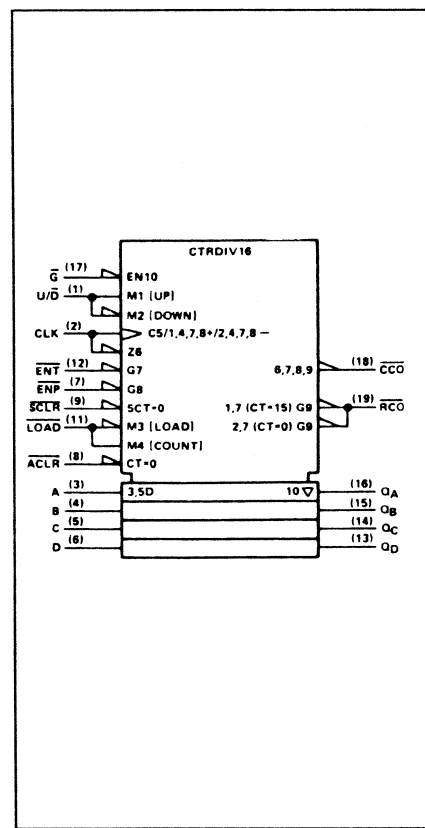 CTRDIV16
G̅ (17) EN10
U/D̅ (1) M1 [UP]
M2 [DOWN]
CLK (2) C5/1,4,7,8+/2,4,7,8−
Z6
E̅N̅T̅ (12) G7
6,7,8,9 (18) C̅C̅O̅
E̅N̅P̅ (7) G8
S̅C̅L̅R̅ (9) 5CT=0
1,7 (CT=15) G9 (19) R̅C̅O̅
L̅O̅A̅D̅ (11) M3 [LOAD]
2,7 (CT=0) G9
M4 [COUNT]
A̅C̅L̅R̅ (8) CT=0
A (3) 3,5D 10 ▽ (16) QA
B (4) (15) QB
C (5) (14) QC
D (6) (13) QD